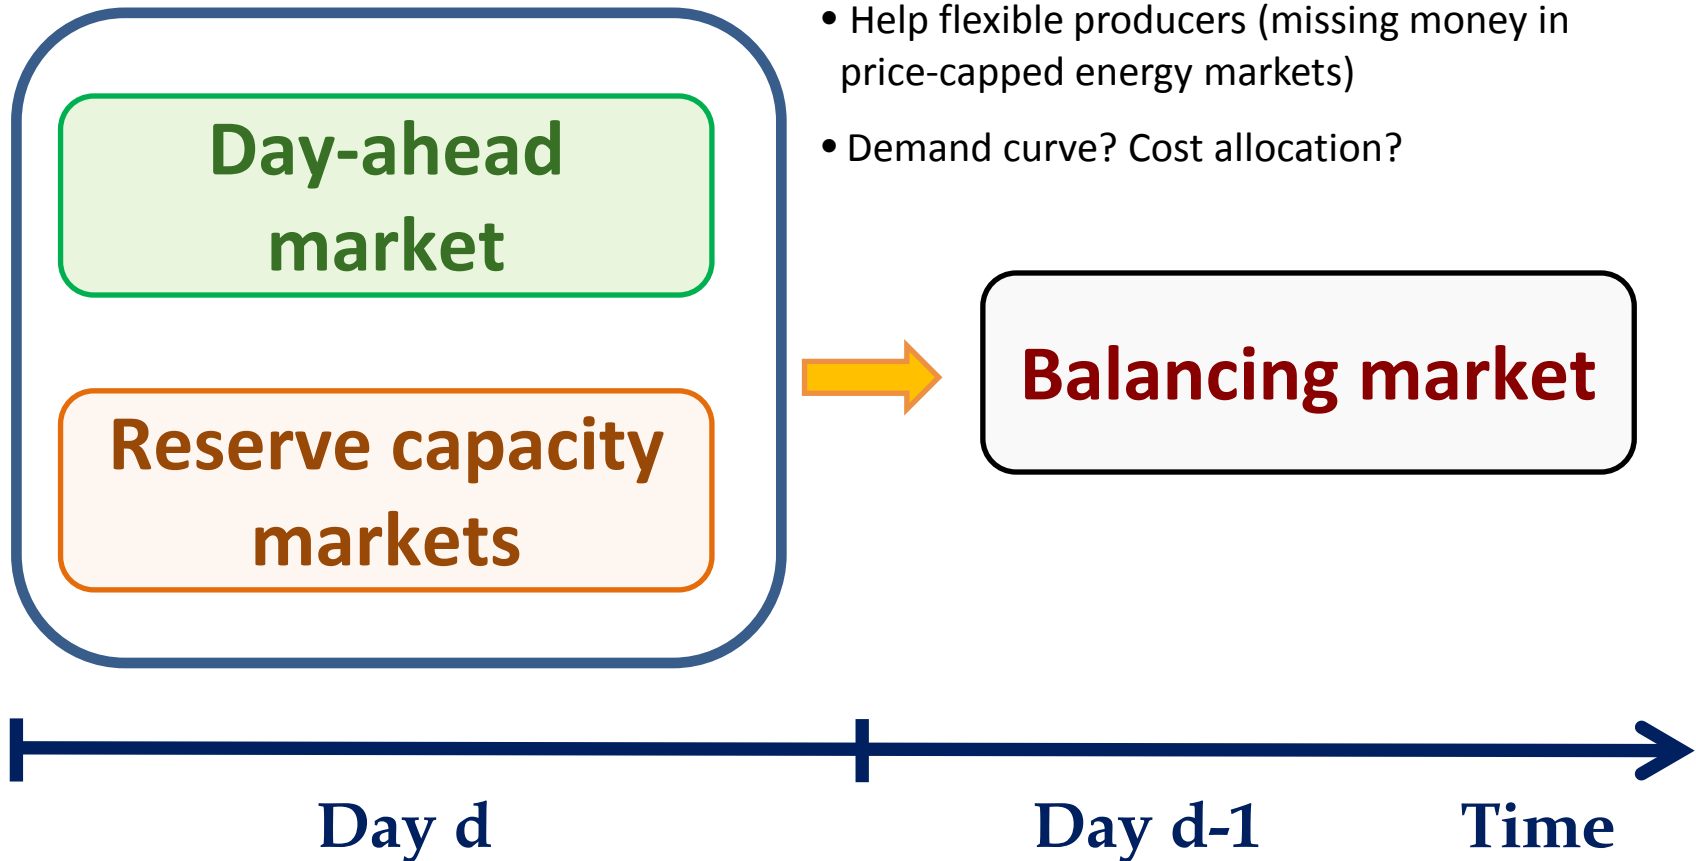 • Help flexible producers (missing money in
price-capped energy markets)
• Demand curve? Cost allocation?
Day-ahead
market
Reserve capacity
markets
Balancing market
Day d
Day d-1
Time